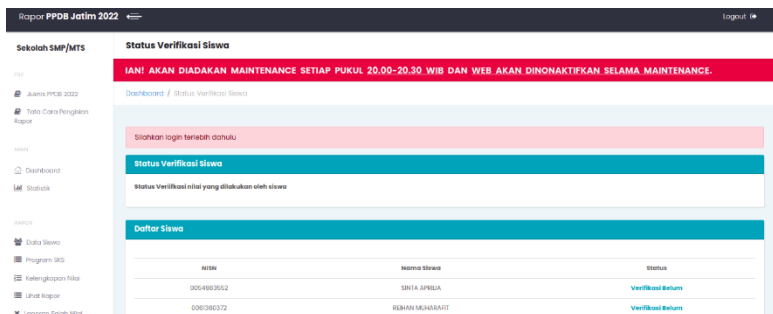 Rapor PPDB Jatim 2022
Logout
Sekolah SMP/MTS
Status Verifikasi Siswa
IAN! AKAN DIADAKAN MAINTENANCE SETIAP PUKUL 20.00-20.30 WIB DAN WEB AKAN DINONAKTIFKAN SELAMA MAINTENANCE.
Dashboard / Status Verifikasi Siswa
Juknis PPDB 2022
Tata Cara Pengisian
Rapor
Silahkan login terlebih dahulu
Status Verifikasi Siswa
Dashboard
Statistik
Status Verifikasi nilai yang dilakukan oleh siswa
RAPOR
Daftar Siswa
Data Siswa
Program SKS
Kelengkapan Nilai
Lihat Rapor
NISN Nama Siswa Status
SINTA APRILIA Verifikasi Belum
0061380372 REIHAN MUHARAFIT Verifikasi Belum